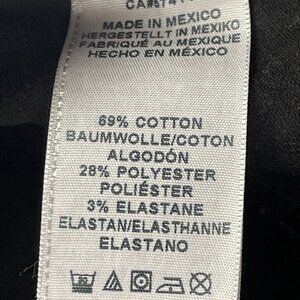 MADE IN MEXICO
HERGESTELLT IN MEXIKO
FABRIQUÉ AU MEXIQUE
HECHO EN MÉXICO
69% COTTON
BAUMWOLLE/COTON
ALGODÓN
28% POLYESTER
POLIÉSTER
3% ELASTANE
ELASTAN/ELASTHANNE
ELASTANO